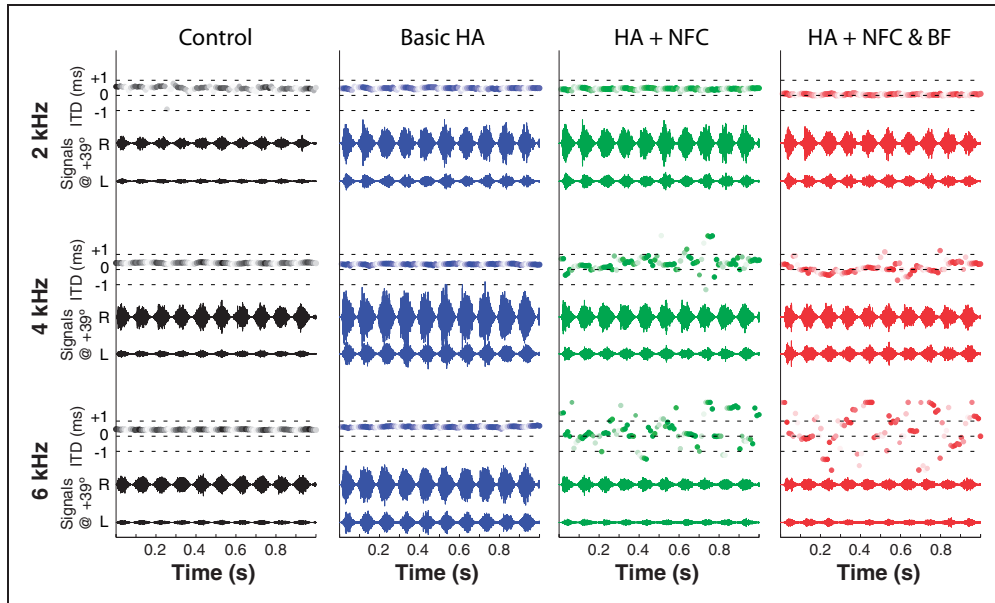 Control Basic HA HA + NFC HA + NFC & BF
2 kHz
ITD (ms)
+1
0
-1
Signals
@ +39º
R
L
4 kHz
ITD (ms)
+1
0
-1
Signals
@ +39º
R
L
6 kHz
ITD (ms)
+1
0
-1
Signals
@ +39º
R
L
0.2 0.4 0.6 0.8 0.2 0.4 0.6 0.8 0.2 0.4 0.6 0.8 0.2 0.4 0.6 0.8
Time (s) Time (s) Time (s) Time (s)